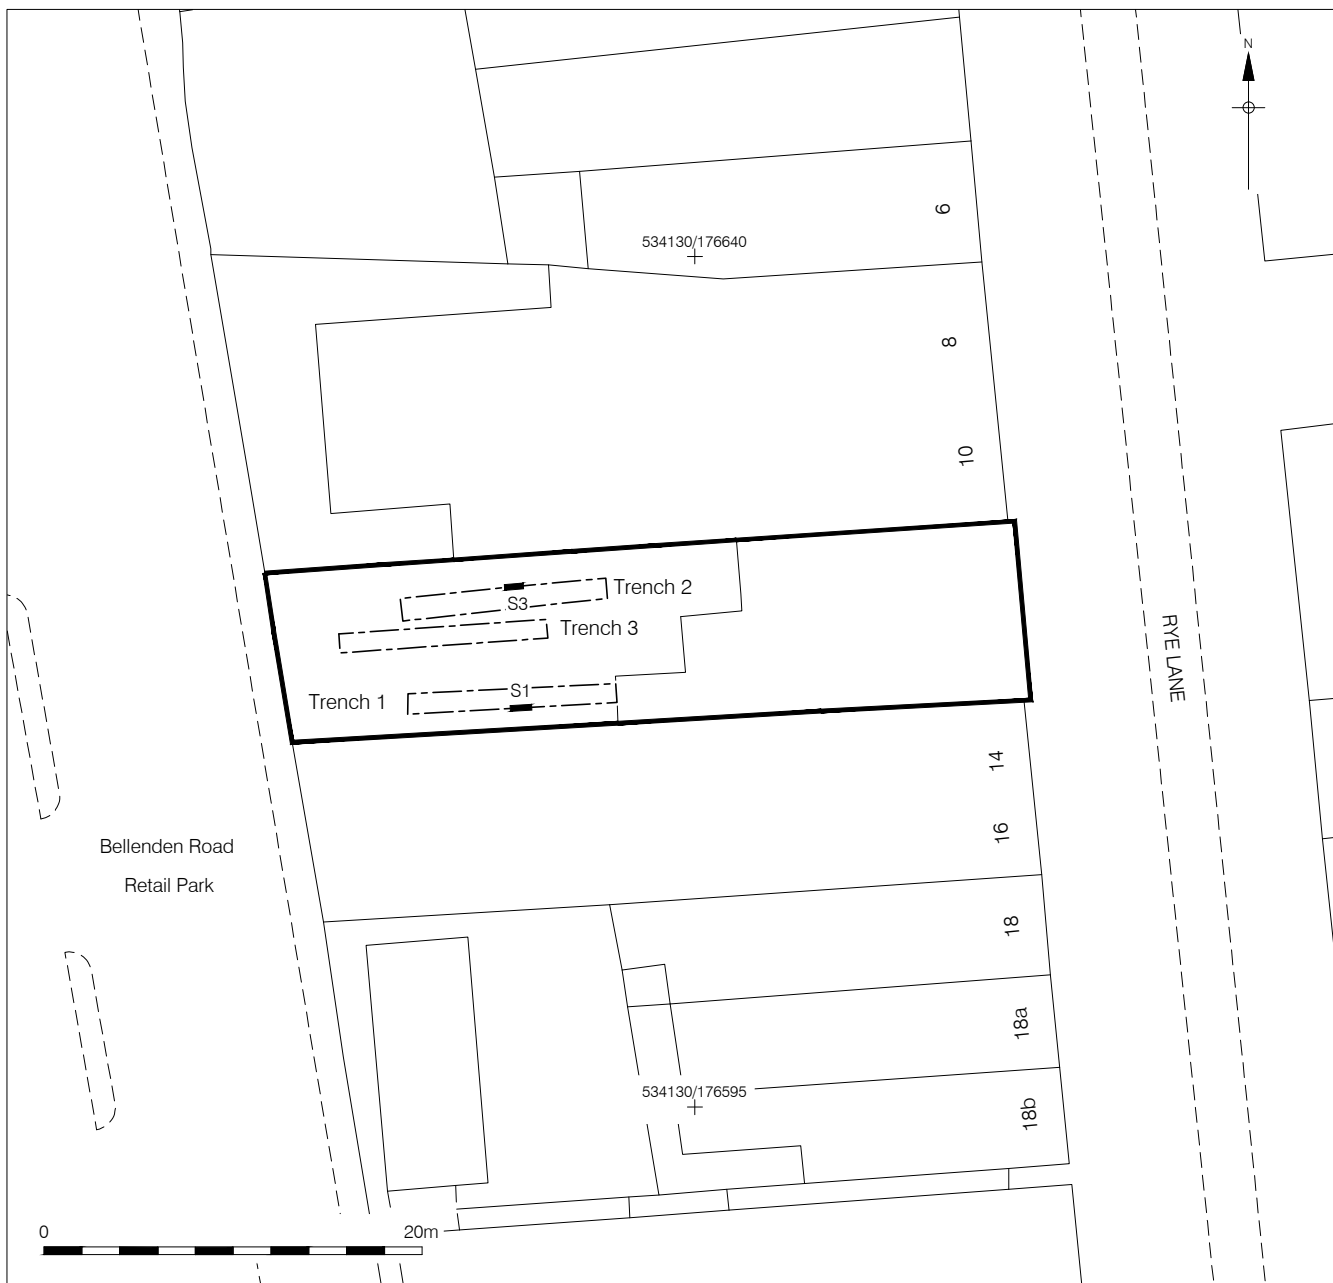 N
6
534130/176640
8
10
Trench 2
S3
Trench 3
RYE LANE
S1
Trench 1
14
16
Bellenden Road
Retail Park
18
18a
534130/176595
18b
0
20m